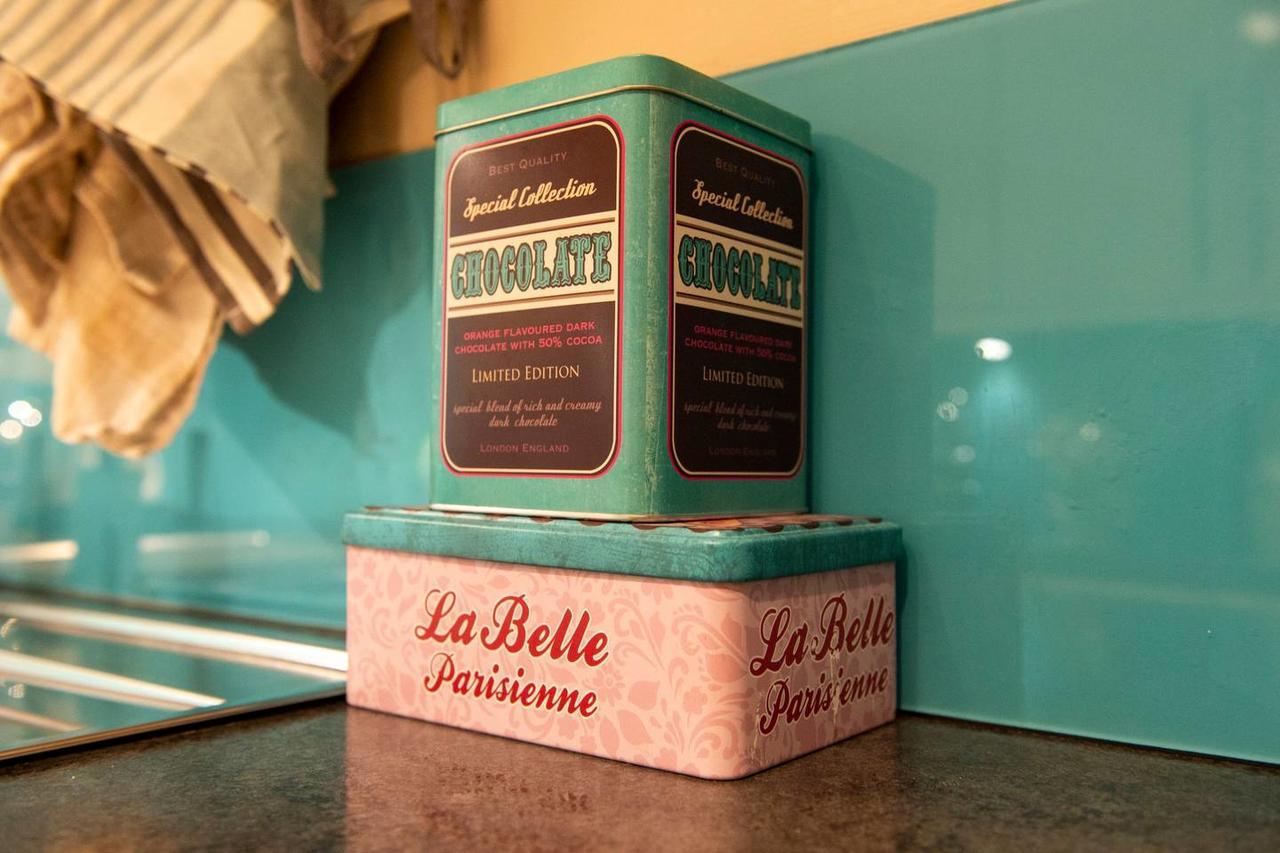 Best Quality
Special Collection
CHOCOLATE
ORANGE FLAVOURED DARK
CHOCOLATE WITH 50% COCOA
LIMITED EDITION
special blend of rich and creamy
dark chocolate
LONDON ENGLAND
Best Quality
Special Collection
CHOCOLATE
ORANGE FLAVOURED DARK
CHOCOLATE WITH 50% COCOA
LIMITED EDITION
special blend of rich and creamy
dark chocolate
LONDON ENGLAND
La Belle
Parisienne
La Belle
Parisienne